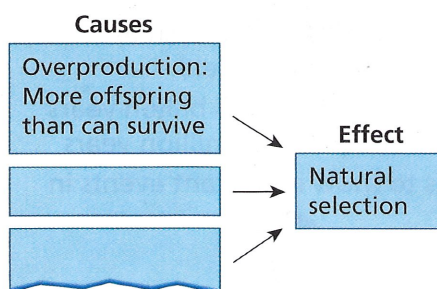 Causes
Overproduction:
More offspring
than can survive
Effect
Natural
selection